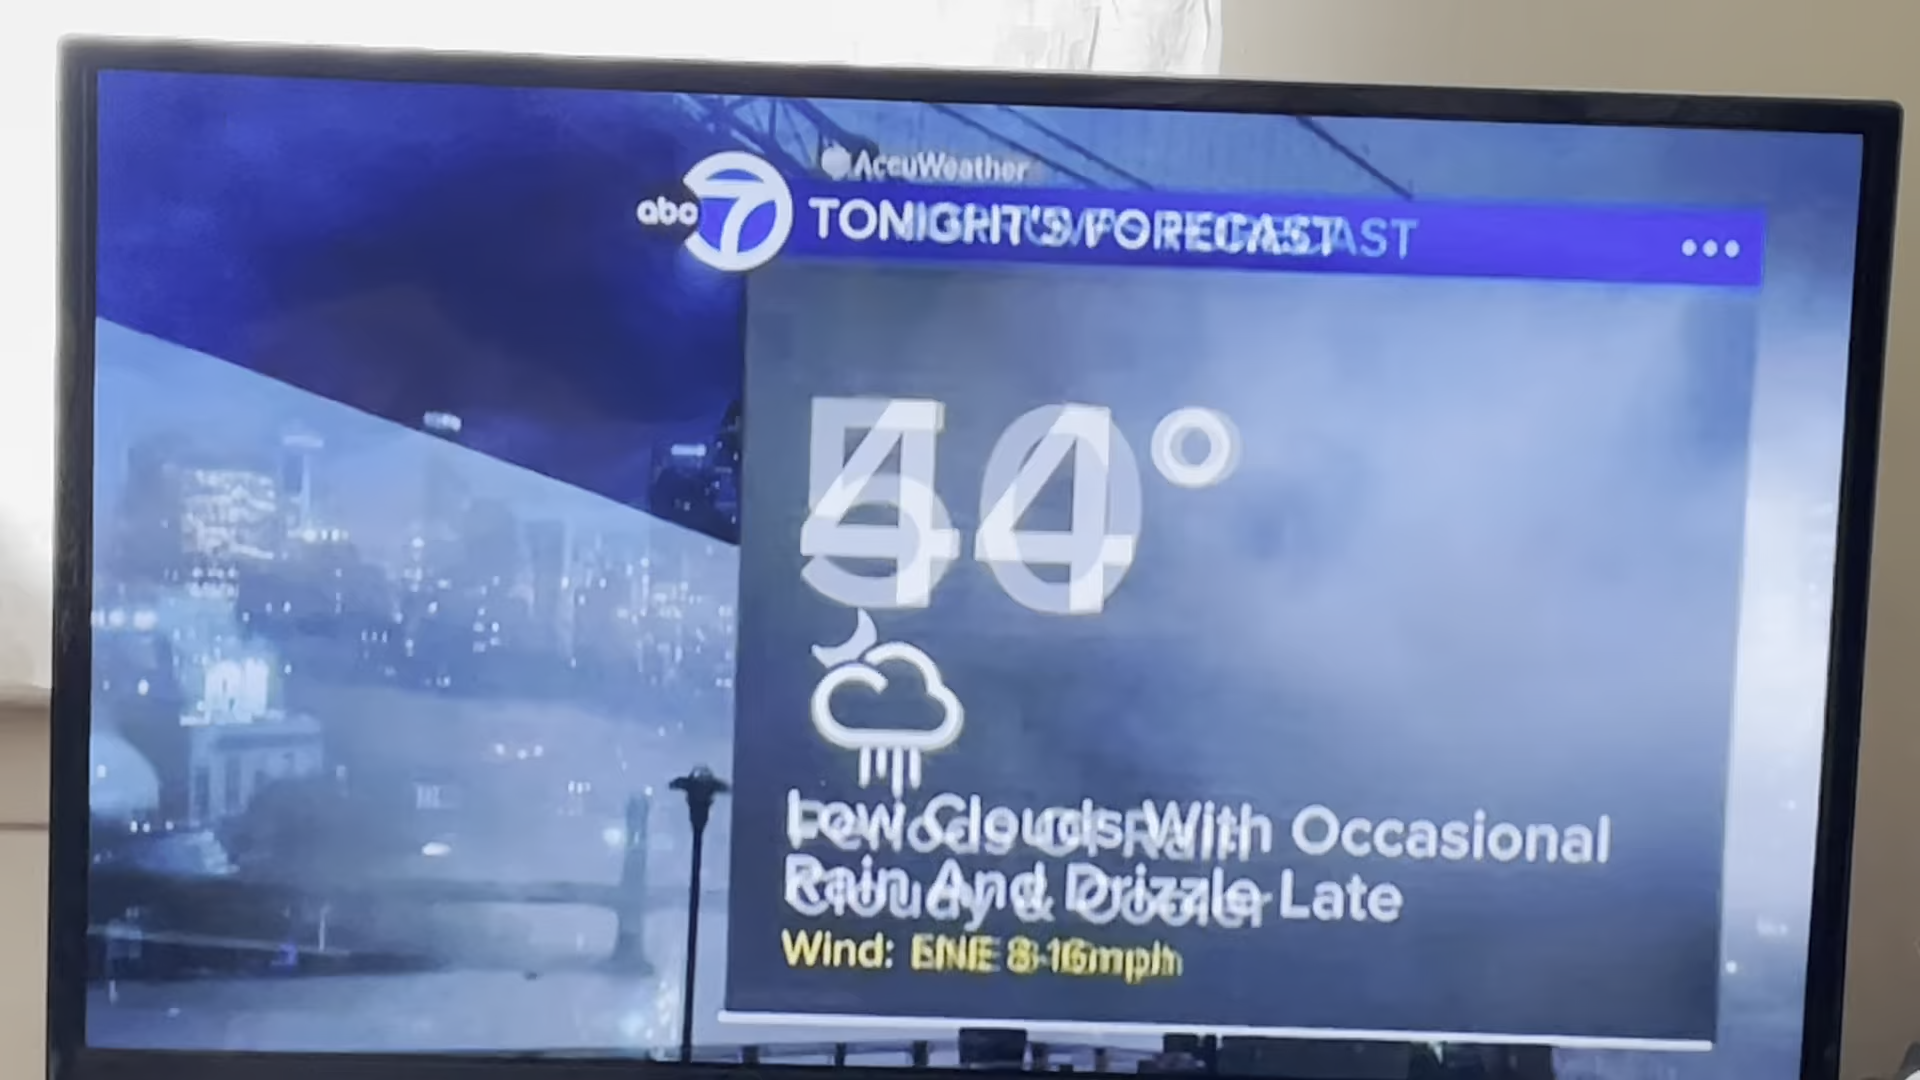 AccuWeather
abc 7 TONIGHT'S FORECAST
44°
Low Clouds With Occasional
Rain And Drizzle Late
Wind: ENE 8-16mph